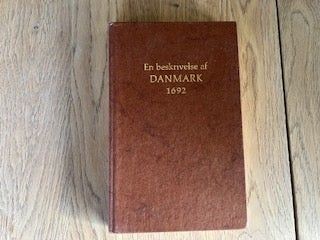 En beskrivelse af
DANMARK
1692